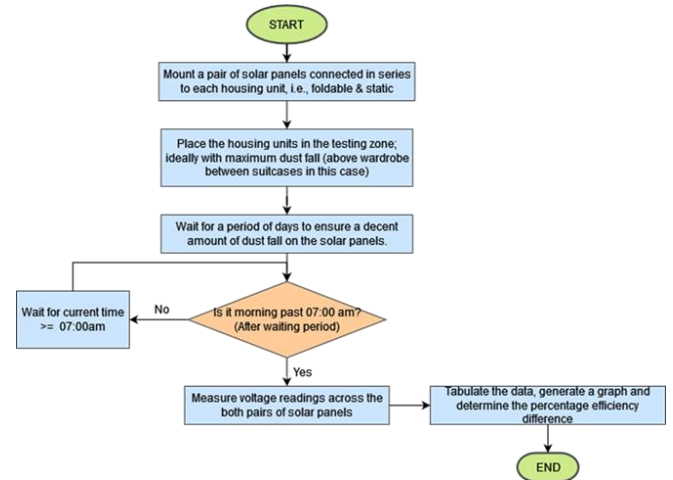 START
Mount a pair of solar panels connected in series
to each housing unit, i.e., foldable & static
Place the housing units in the testing zone;
ideally with maximum dust fall (above wardrobe
between suitcases in this case)
Wait for a period of days to ensure a decent
amount of dust fall on the solar panels.
Is it morning past 07:00 am?
(After waiting period)
No
Wait for current time
>= 07:00am
Yes
Measure voltage readings across the
both pairs of solar panels
Tabulate the data, generate a graph and
determine the percentage efficiency
difference
END